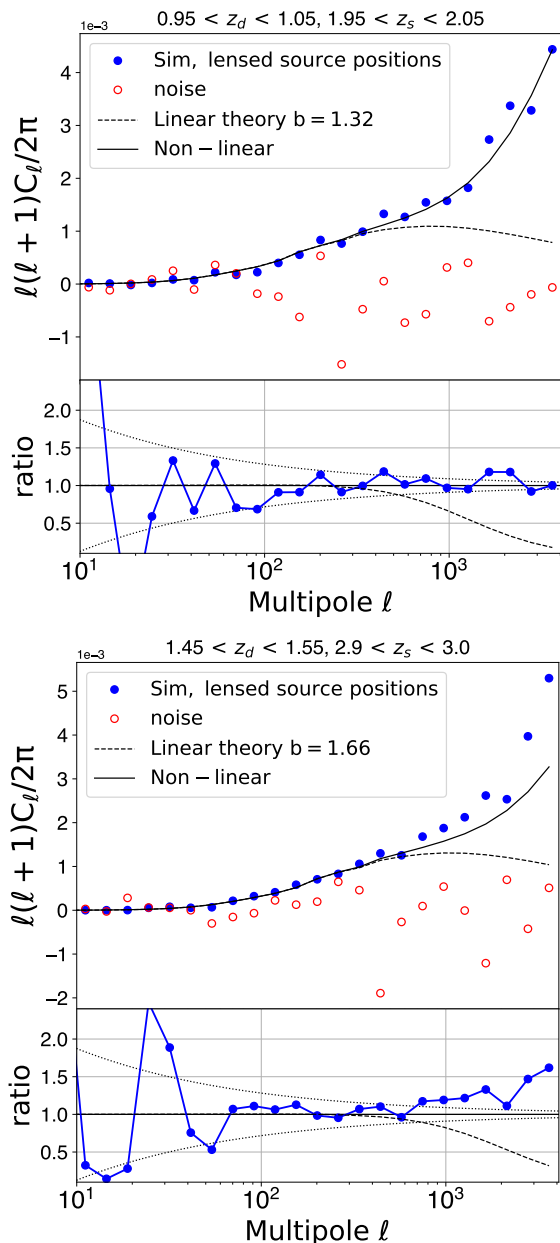 0.95 < z_d < 1.05, 1.95 < z_s < 2.05
1e−3
4
3
2
1
0
−1
ℓ(ℓ + 1)C_ℓ/2π
Sim, lensed source positions
noise
Linear theory b = 1.32
Non − linear
2.0
1.5
1.0
0.5
ratio
10^1
10^2
10^3
Multipole ℓ
1.45 < z_d < 1.55, 2.9 < z_s < 3.0
1e−3
5
4
3
2
1
0
−1
−2
ℓ(ℓ + 1)C_ℓ/2π
Sim, lensed source positions
noise
Linear theory b = 1.66
Non − linear
2.0
1.5
1.0
0.5
ratio
10^1
10^2
10^3
Multipole ℓ